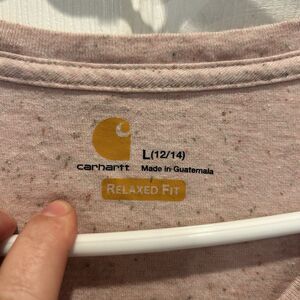 L(12/14)
carhartt Made in Guatemala
RELAXED FIT